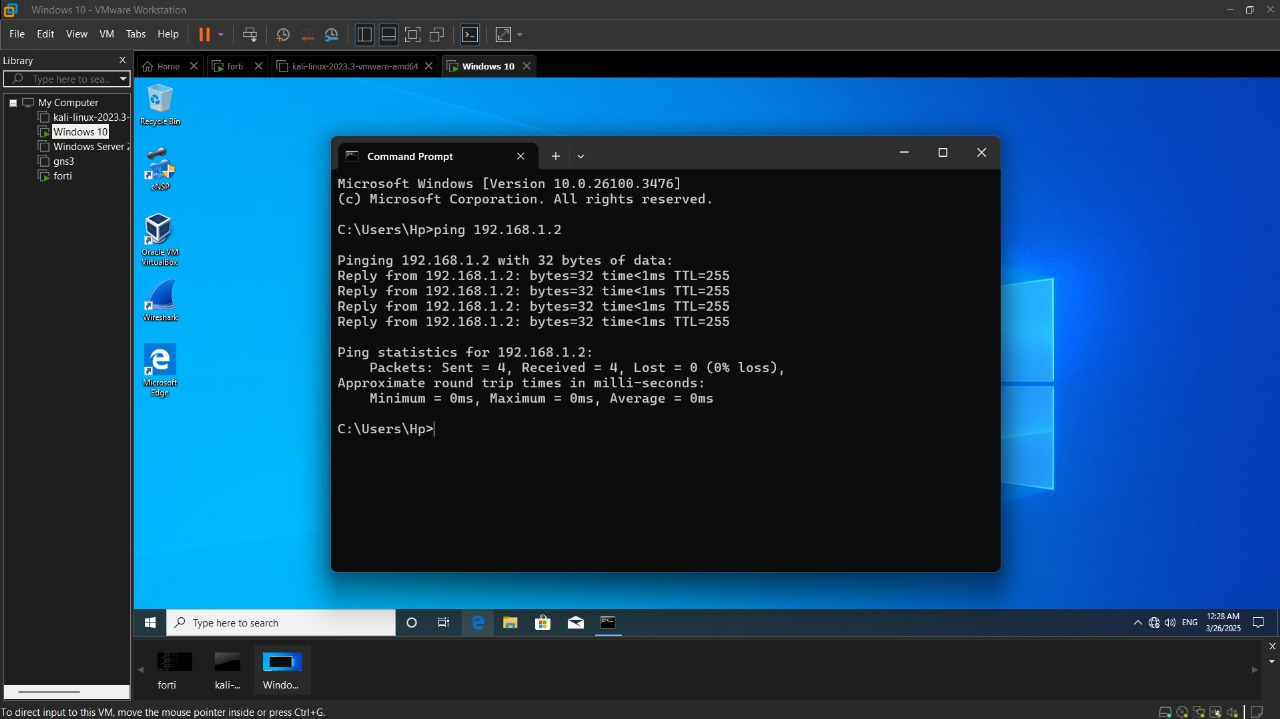 Windows 10 - VMware Workstation
File Edit View VM Tabs Help
Library
Type here to sea...
Home
forti
kali-linux-2023.3-vmware-amd64
Windows 10
My Computer
kali-linux-2023.3-
Windows 10
Windows Server 2
gns3
forti
Recycle Bin
eNSP
Oracle VM
VirtualBox
Wireshark
Microsoft
Edge
Command Prompt
Microsoft Windows [Version 10.0.26100.3476]
(c) Microsoft Corporation. All rights reserved.
C:\Users\Hp>ping 192.168.1.2
Pinging 192.168.1.2 with 32 bytes of data:
Reply from 192.168.1.2: bytes=32 time<1ms TTL=255
Reply from 192.168.1.2: bytes=32 time<1ms TTL=255
Reply from 192.168.1.2: bytes=32 time<1ms TTL=255
Reply from 192.168.1.2: bytes=32 time<1ms TTL=255
Ping statistics for 192.168.1.2:
Packets: Sent = 4, Received = 4, Lost = 0 (0% loss),
Approximate round trip times in milli-seconds:
Minimum = 0ms, Maximum = 0ms, Average = 0ms
C:\Users\Hp>
Type here to search
ENG
12:28 AM
3/26/2025
forti
kali-...
Windo...
To direct input to this VM, move the mouse pointer inside or press Ctrl+G.